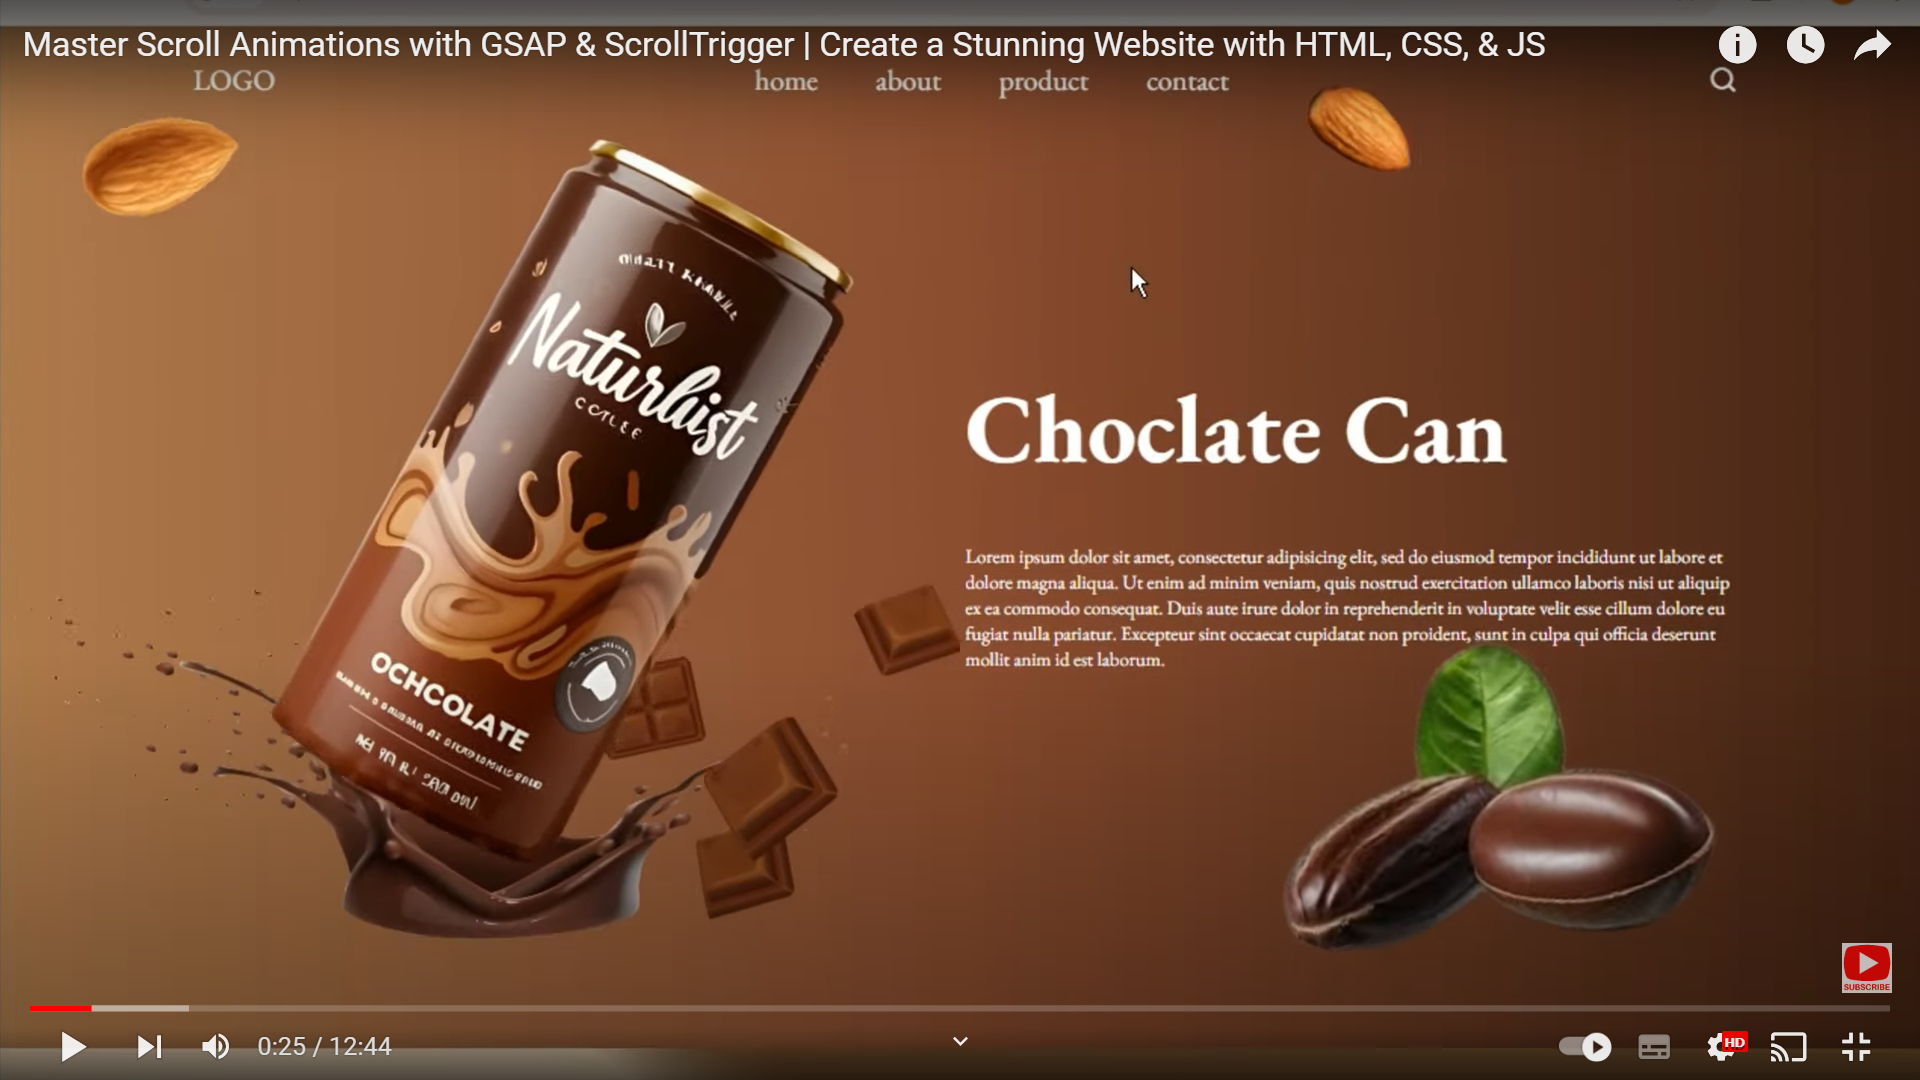 Master Scroll Animations with GSAP & ScrollTrigger | Create a Stunning Website with HTML, CSS, & JS
LOGO home about product contact
Naturluist
Choclate Can
Lorem ipsum dolor sit amet, consectetur adipisicing elit, sed do eiusmod tempor incididunt ut labore et
dolore magna aliqua. Ut enim ad minim veniam, quis nostrud exercitation ullamco laboris nisi ut aliquip
ex ea commodo consequat. Duis aute irure dolor in reprehenderit in voluptate velit esse cillum dolore eu
fugiat nulla pariatur. Excepteur sint occaecat cupidatat non proident, sunt in culpa qui officia deserunt
mollit anim id est laborum.
OCHCOLATE
SUBSCRIBE
0:25 / 12:44
HD